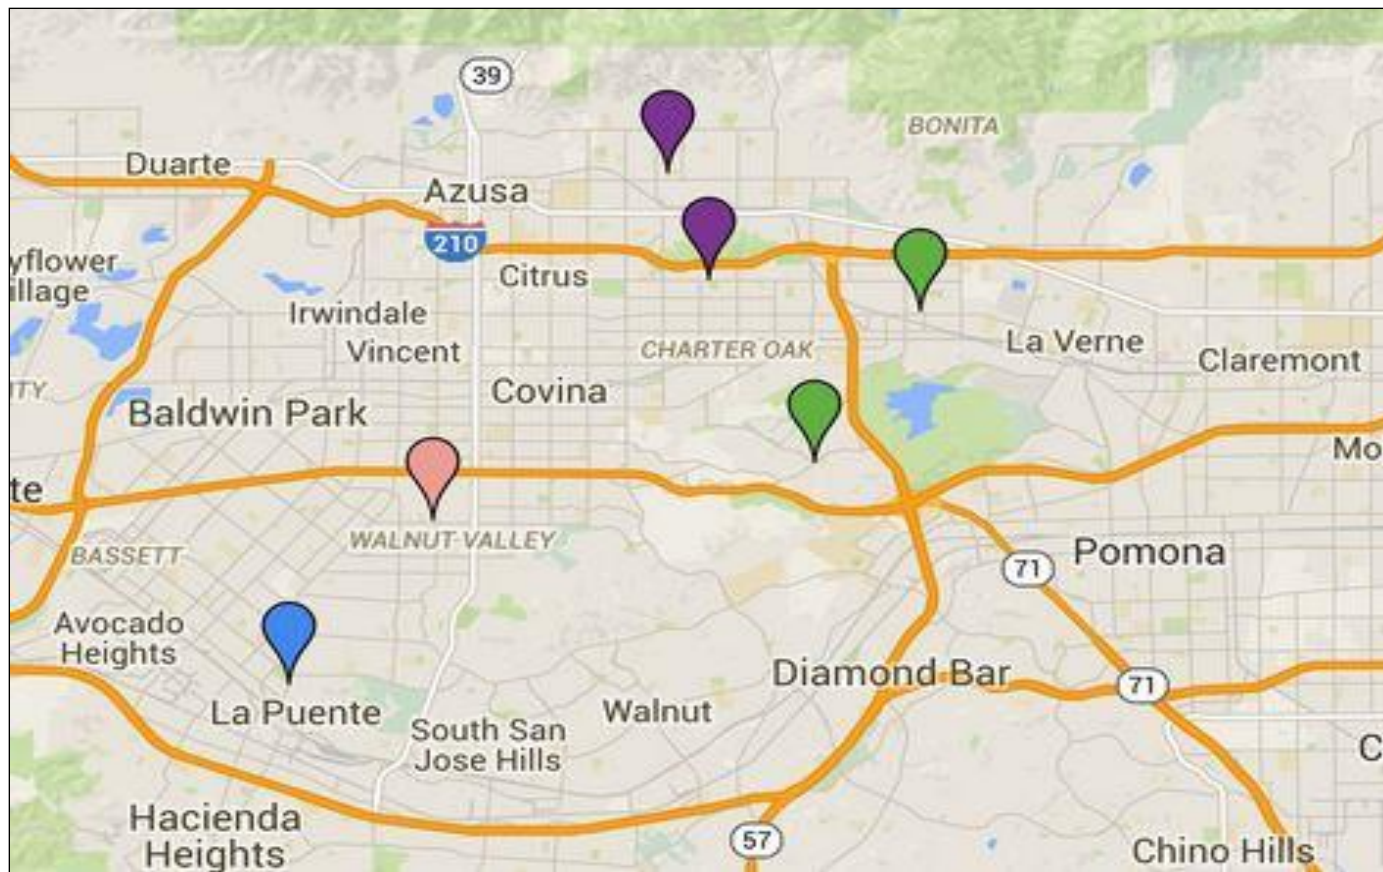 39
BONITA
Duarte
Azusa
210
yflower
illage
Citrus
Irwindale
Vincent
CHARTER OAK
La Verne
Claremont
ITY
Covina
Baldwin Park
Mo
te
WALNUT VALLEY
BASSETT
Pomona
71
Avocado
Heights
Diamond Bar
71
La Puente
Walnut
South San
Jose Hills
C
Hacienda
Heights
57
Chino Hills